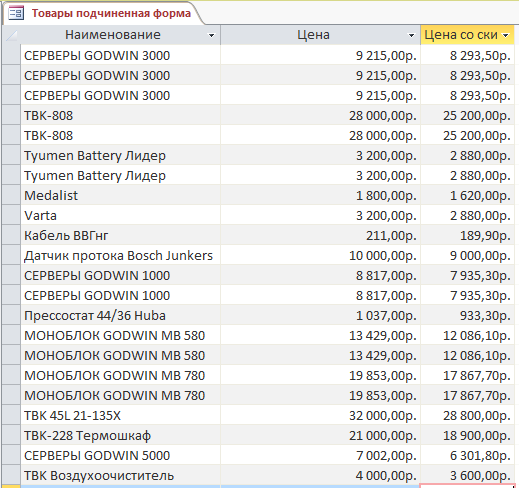 Товары подчиненная форма
Наименование Цена Цена со ски
СЕРВЕРЫ GODWIN 3000 9 215,00р. 8 293,50р.
СЕРВЕРЫ GODWIN 3000 9 215,00р. 8 293,50р.
СЕРВЕРЫ GODWIN 3000 9 215,00р. 8 293,50р.
ТВК-808 28 000,00р. 25 200,00р.
ТВК-808 28 000,00р. 25 200,00р.
Tyumen Battery Лидер 3 200,00р. 2 880,00р.
Tyumen Battery Лидер 3 200,00р. 2 880,00р.
Medalist 1 800,00р. 1 620,00р.
Varta 3 200,00р. 2 880,00р.
Кабель ВВГнг 211,00р. 189,90р.
Датчик протока Bosch Junkers 10 000,00р. 9 000,00р.
СЕРВЕРЫ GODWIN 1000 8 817,00р. 7 935,30р.
СЕРВЕРЫ GODWIN 1000 8 817,00р. 7 935,30р.
Прессостат 44/36 Huba 1 037,00р. 933,30р.
МОНОБЛОК GODWIN MB 580 13 429,00р. 12 086,10р.
МОНОБЛОК GODWIN MB 580 13 429,00р. 12 086,10р.
МОНОБЛОК GODWIN MB 780 19 853,00р. 17 867,70р.
МОНОБЛОК GODWIN MB 780 19 853,00р. 17 867,70р.
ТВК 45L 21-135X 32 000,00р. 28 800,00р.
ТВК-228 Термошкаф 21 000,00р. 18 900,00р.
СЕРВЕРЫ GODWIN 5000 7 002,00р. 6 301,80р.
ТВК Воздухоочиститель 4 000,00р. 3 600,00р.